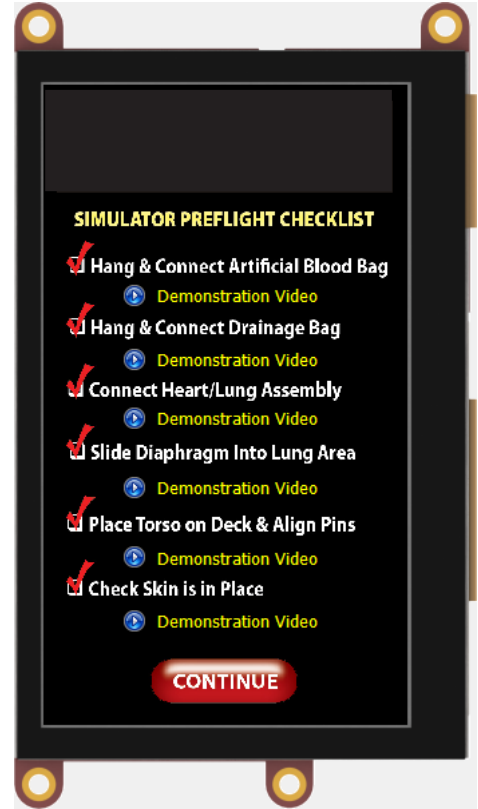 SIMULATOR PREFLIGHT CHECKLIST
Hang & Connect Artificial Blood Bag
Demonstration Video
Hang & Connect Drainage Bag
Demonstration Video
Connect Heart/Lung Assembly
Demonstration Video
Slide Diaphragm Into Lung Area
Demonstration Video
Place Torso on Deck & Align Pins
Demonstration Video
Check Skin is in Place
Demonstration Video
CONTINUE